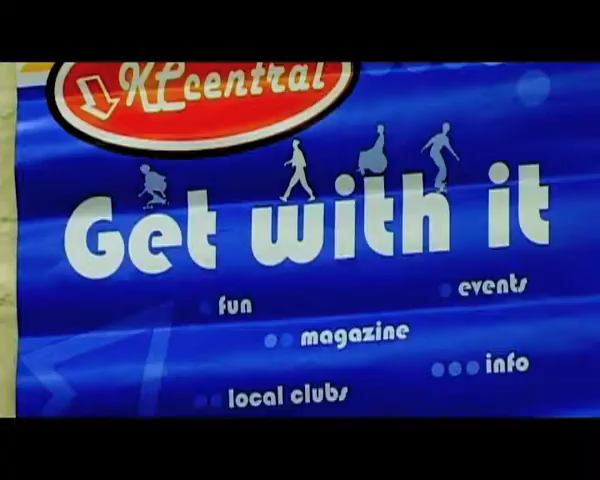 KLcentral
Get with it
fun
events
magazine
info
local clubs